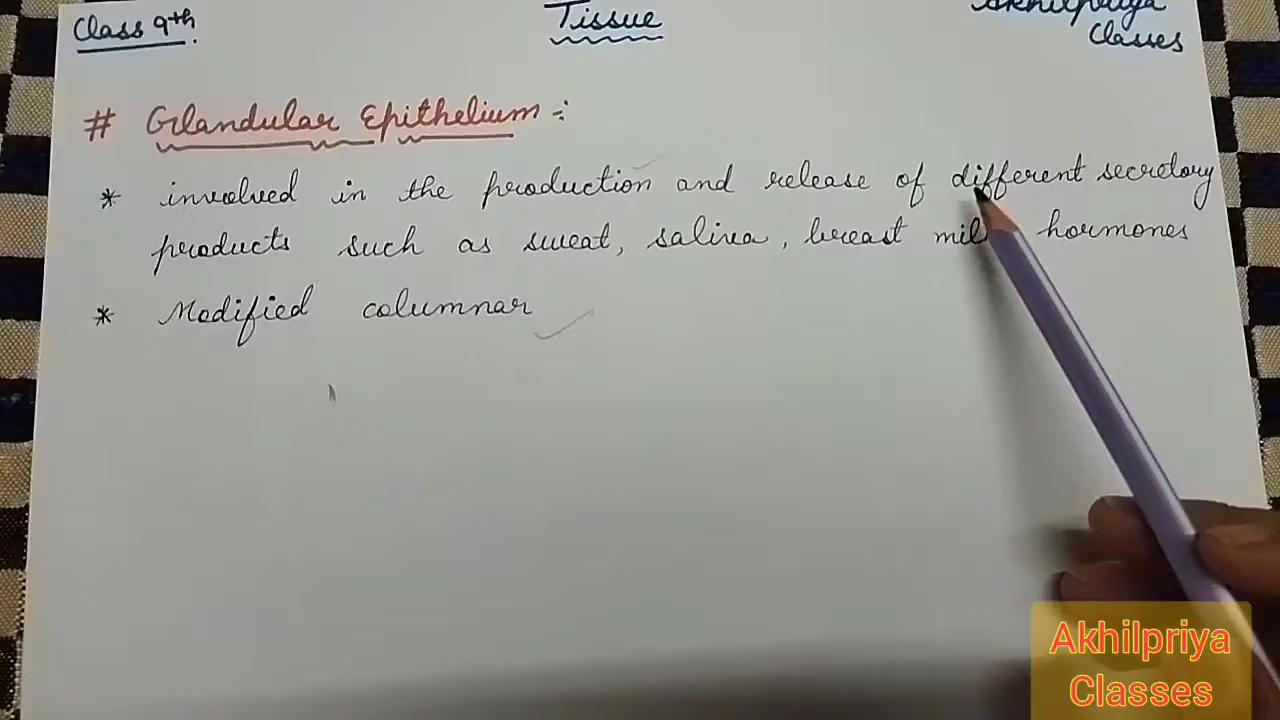 Class 9th.
Tissue
Akhilpriya
Classes
# Glandular Epithelium :-
* involved in the production and release of different secretory
products such as sweat, saliva, breast mil hormones
* Modified columnar
Akhilpriya
Classes